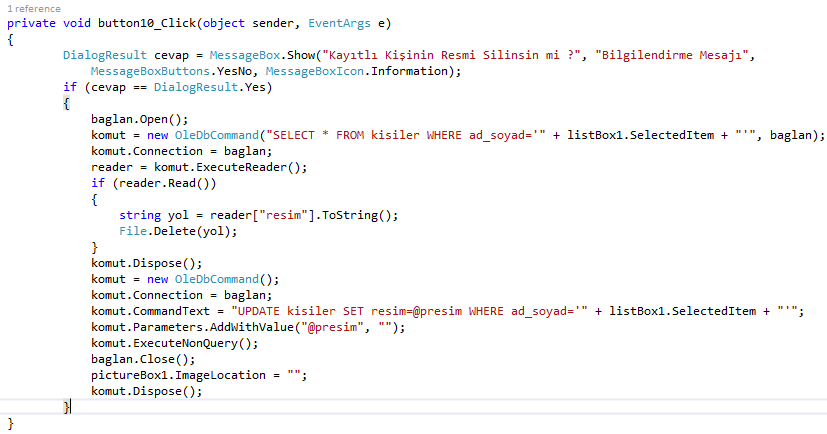 1 reference
private void button10_Click(object sender, EventArgs e)
{
DialogResult cevap = MessageBox.Show("Kayıtlı Kişinin Resmi Silinsin mi ?", "Bilgilendirme Mesajı",
MessageBoxButtons.YesNo, MessageBoxIcon.Information);
if (cevap == DialogResult.Yes)
{
baglan.Open();
komut = new OleDbCommand("SELECT * FROM kisiler WHERE ad_soyad='" + listBox1.SelectedItem + "'", baglan);
komut.Connection = baglan;
reader = komut.ExecuteReader();
if (reader.Read())
{
string yol = reader["resim"].ToString();
File.Delete(yol);
}
komut.Dispose();
komut = new OleDbCommand();
komut.Connection = baglan;
komut.CommandText = "UPDATE kisiler SET resim=@presim WHERE ad_soyad='" + listBox1.SelectedItem + "'";
komut.Parameters.AddWithValue("@presim", "");
komut.ExecuteNonQuery();
baglan.Close();
pictureBox1.ImageLocation = "";
komut.Dispose();
}
}